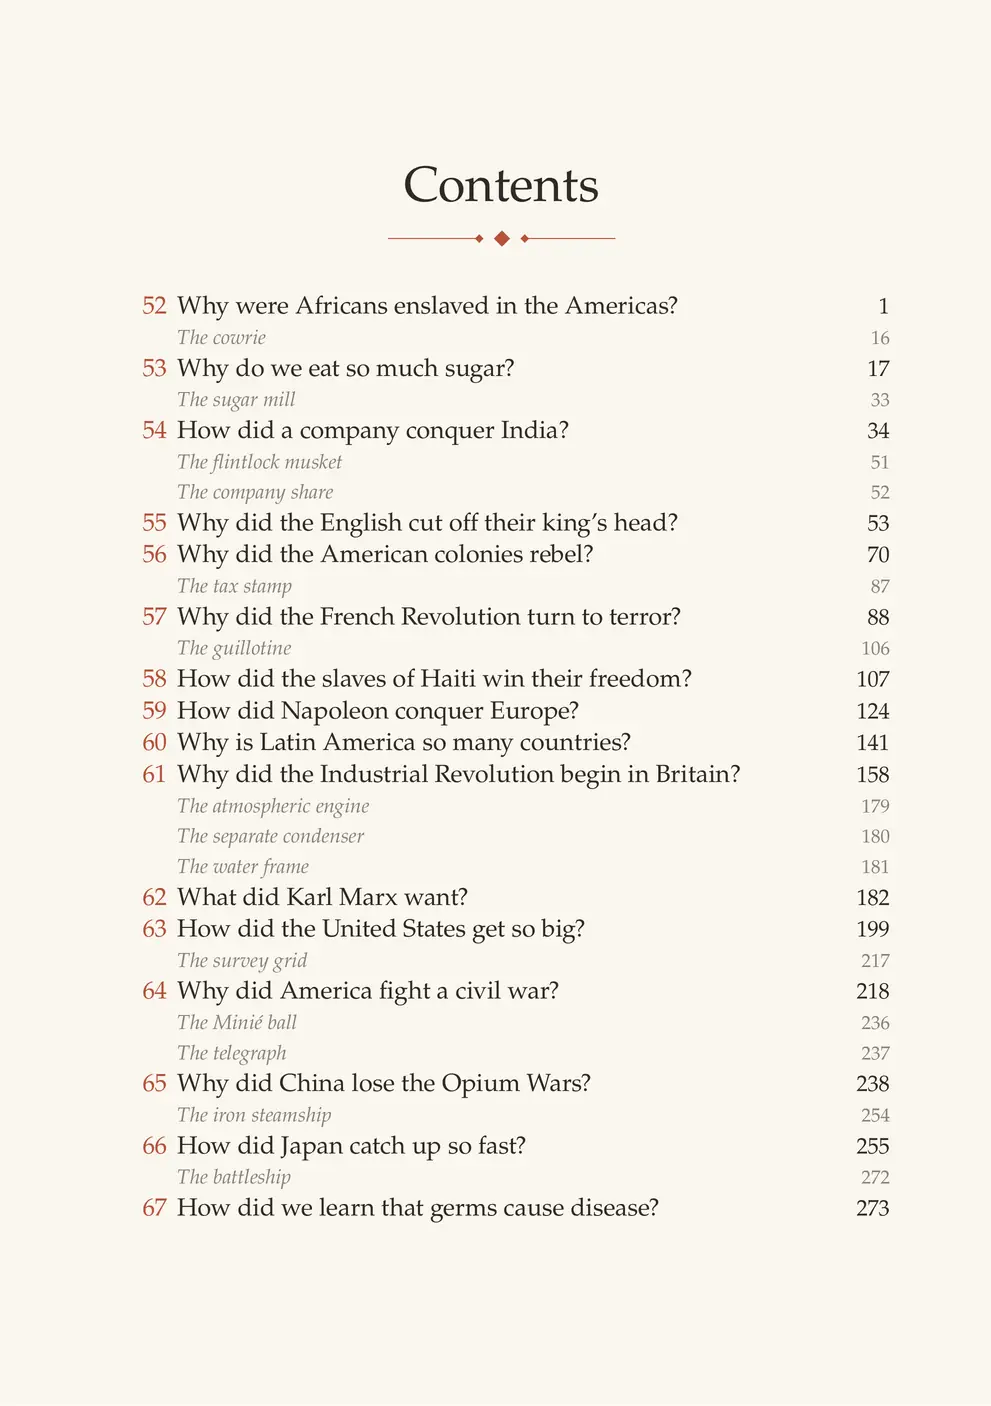 Contents
52 Why were Africans enslaved in the Americas? 1
The cowrie 16
53 Why do we eat so much sugar? 17
The sugar mill 33
54 How did a company conquer India? 34
The flintlock musket 51
The company share 52
55 Why did the English cut off their king’s head? 53
56 Why did the American colonies rebel? 70
The tax stamp 87
57 Why did the French Revolution turn to terror? 88
The guillotine 106
58 How did the slaves of Haiti win their freedom? 107
59 How did Napoleon conquer Europe? 124
60 Why is Latin America so many countries? 141
61 Why did the Industrial Revolution begin in Britain? 158
The atmospheric engine 179
The separate condenser 180
The water frame 181
62 What did Karl Marx want? 182
63 How did the United States get so big? 199
The survey grid 217
64 Why did America fight a civil war? 218
The Minié ball 236
The telegraph 237
65 Why did China lose the Opium Wars? 238
The iron steamship 254
66 How did Japan catch up so fast? 255
The battleship 272
67 How did we learn that germs cause disease? 273